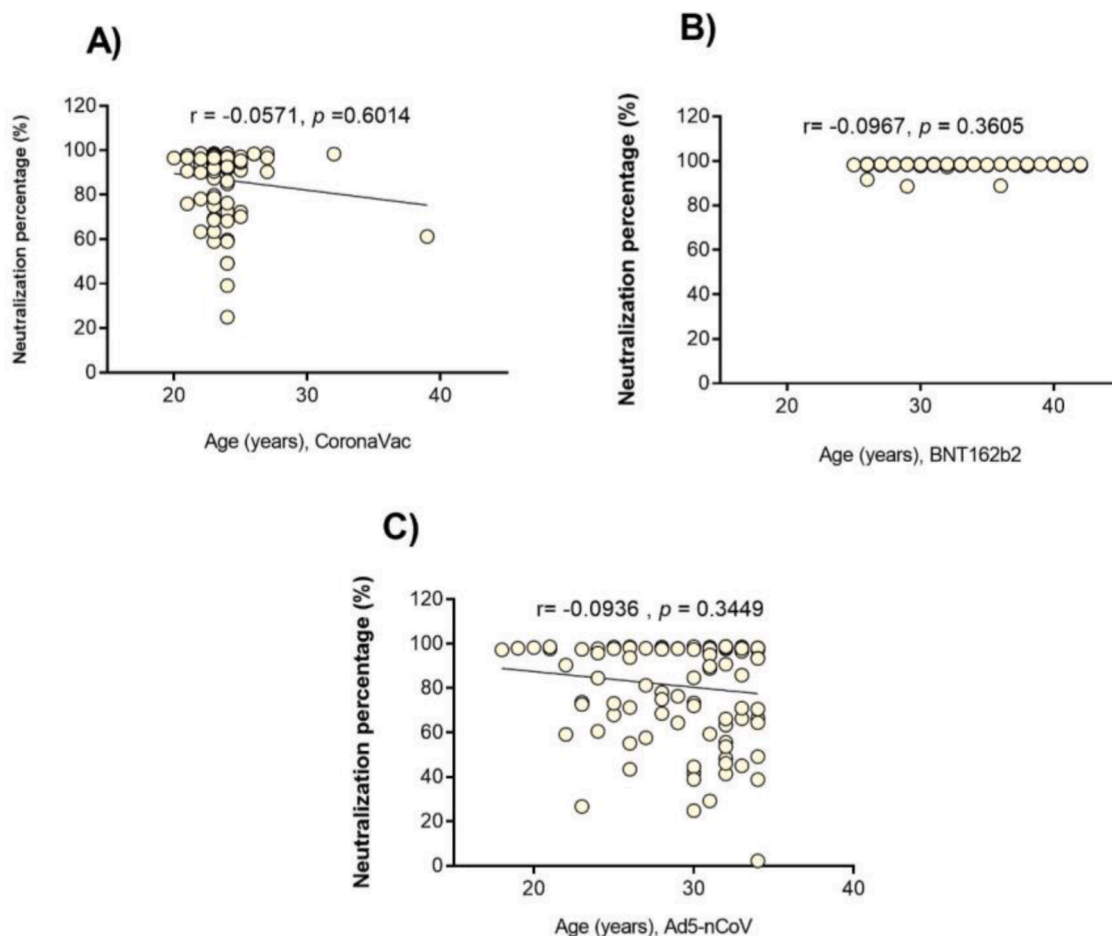 A)
r = -0.0571, p =0.6014
Neutralization percentage (%)
120
100
80
60
40
20
0
20 30 40
Age (years), CoronaVac
B)
r= -0.0967, p = 0.3605
Neutralization percentage (%)
120
100
80
60
40
20
0
20 30 40
Age (years), BNT162b2
C)
r= -0.0936 , p = 0.3449
Neutralization percentage (%)
120
100
80
60
40
20
0
20 30 40
Age (years), Ad5-nCoV